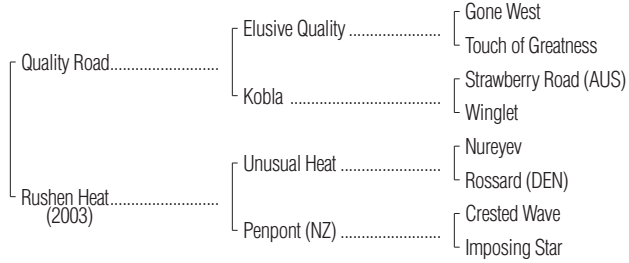 Gone West
Elusive Quality ....................
Touch of Greatness
Quality Road........................
Strawberry Road (AUS)
Kobla ..................................
Winglet
Nureyev
Unusual Heat ......................
Rossard (DEN)
Rushen Heat........................
(2003)
Crested Wave
Penpont (NZ) ......................
Imposing Star